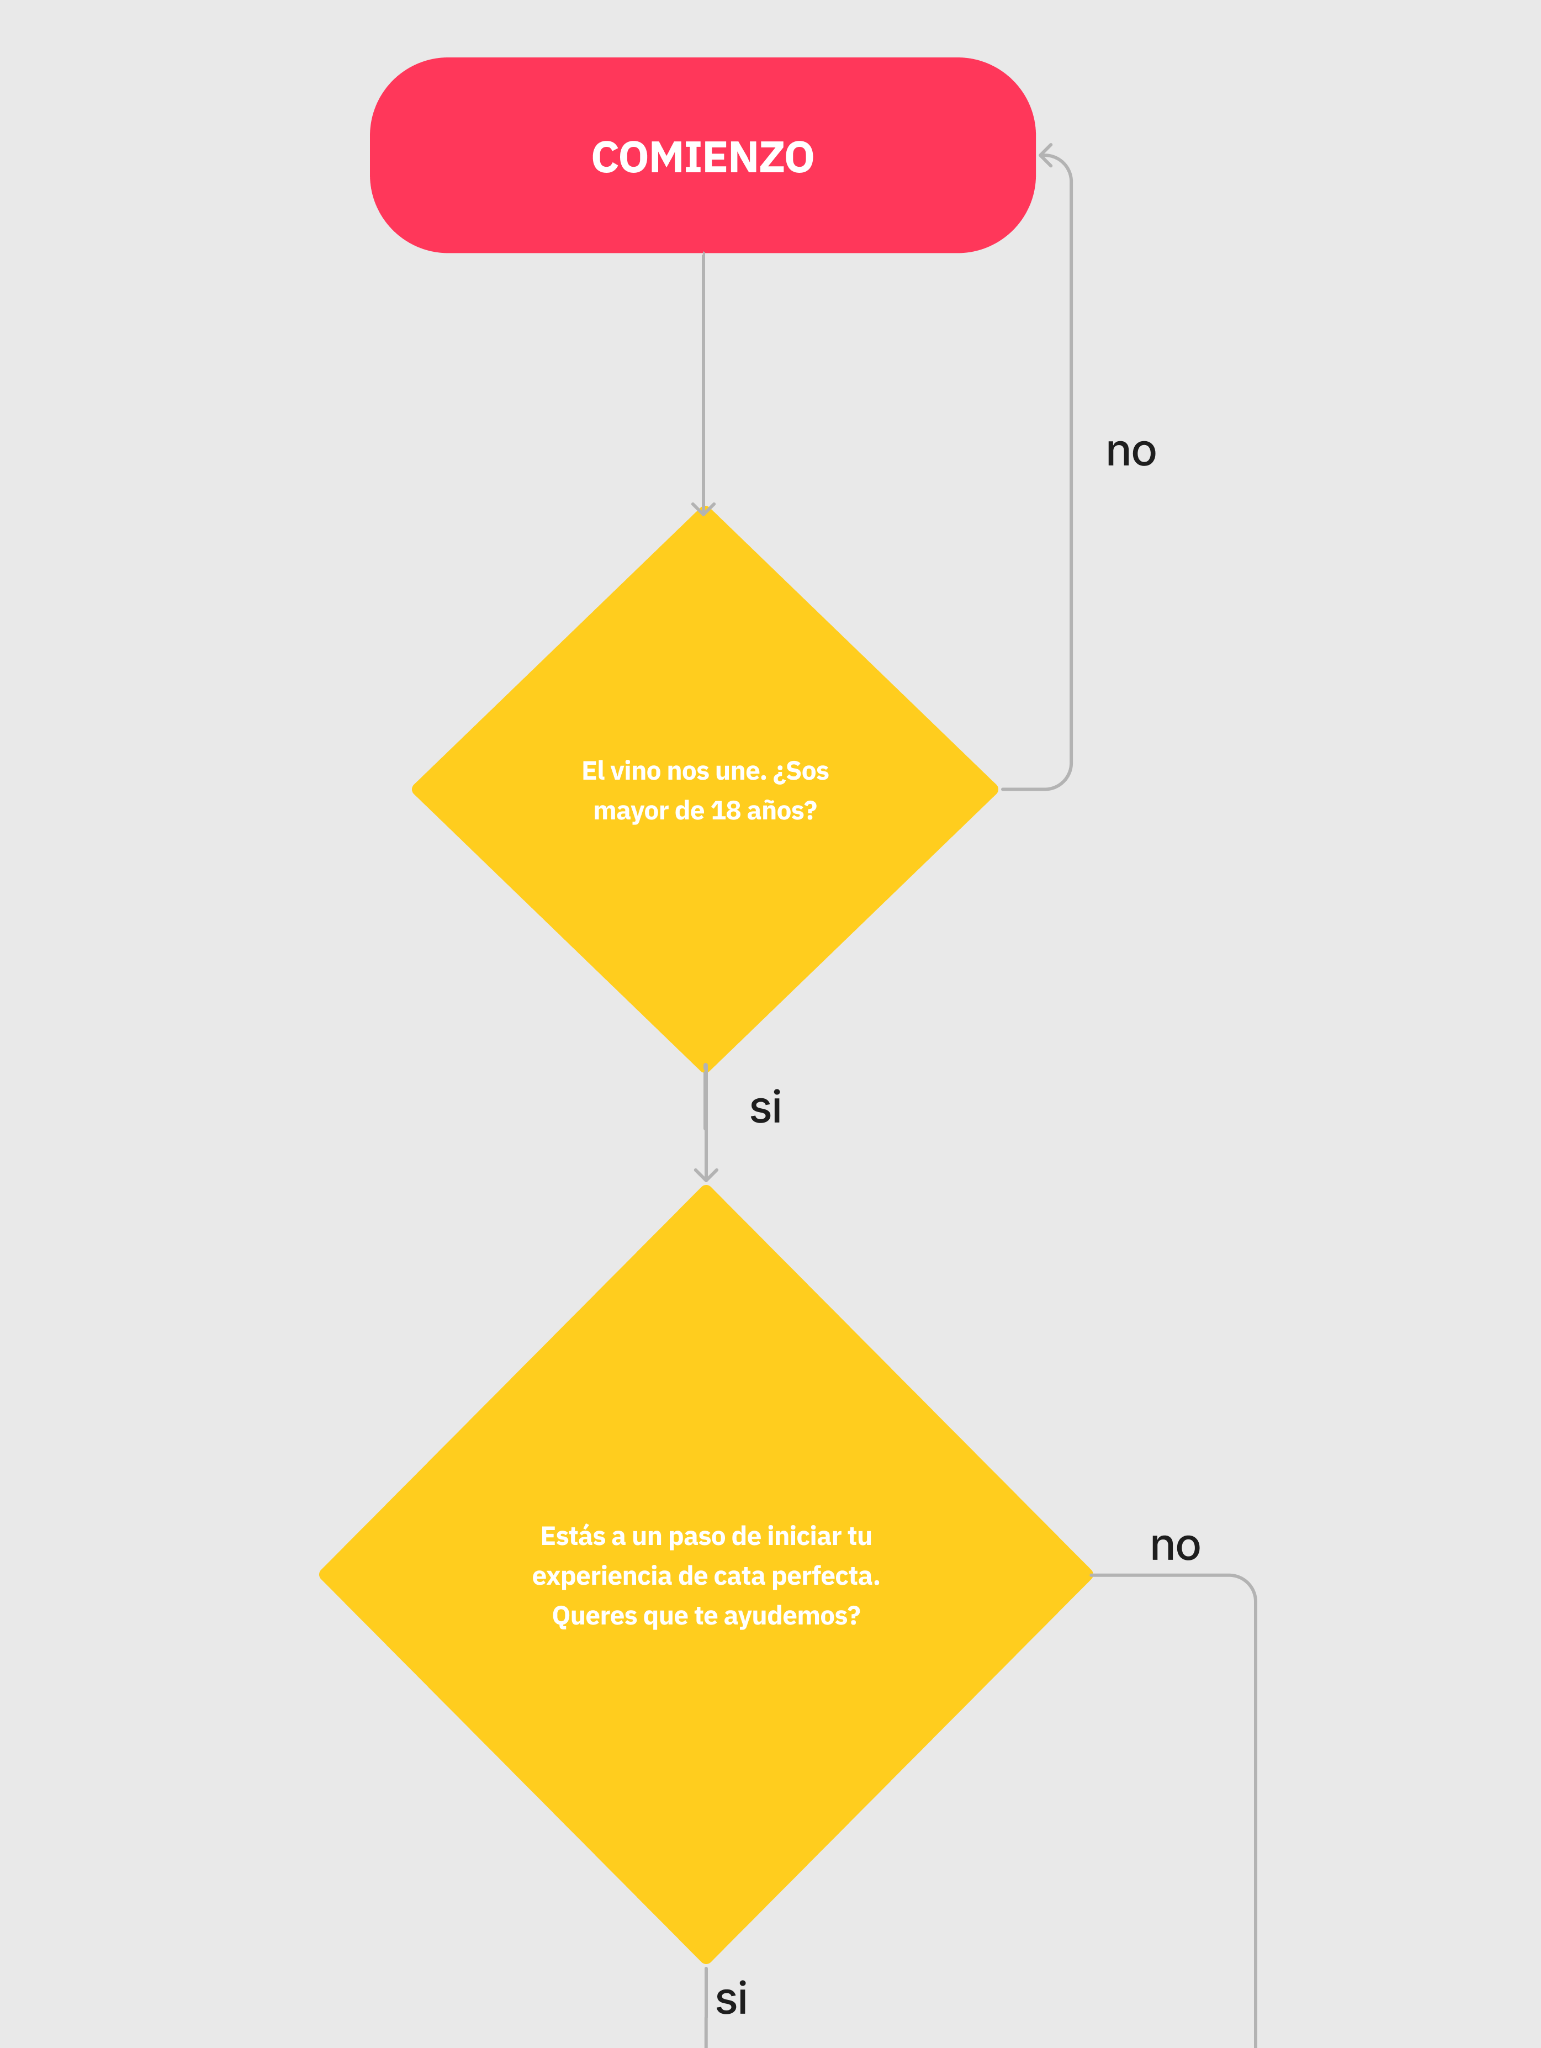 COMIENZO
no
El vino nos une. ¿Sos
mayor de 18 años?
si
Estás a un paso de iniciar tu
experiencia de cata perfecta.
Queres que te ayudemos?
no
si